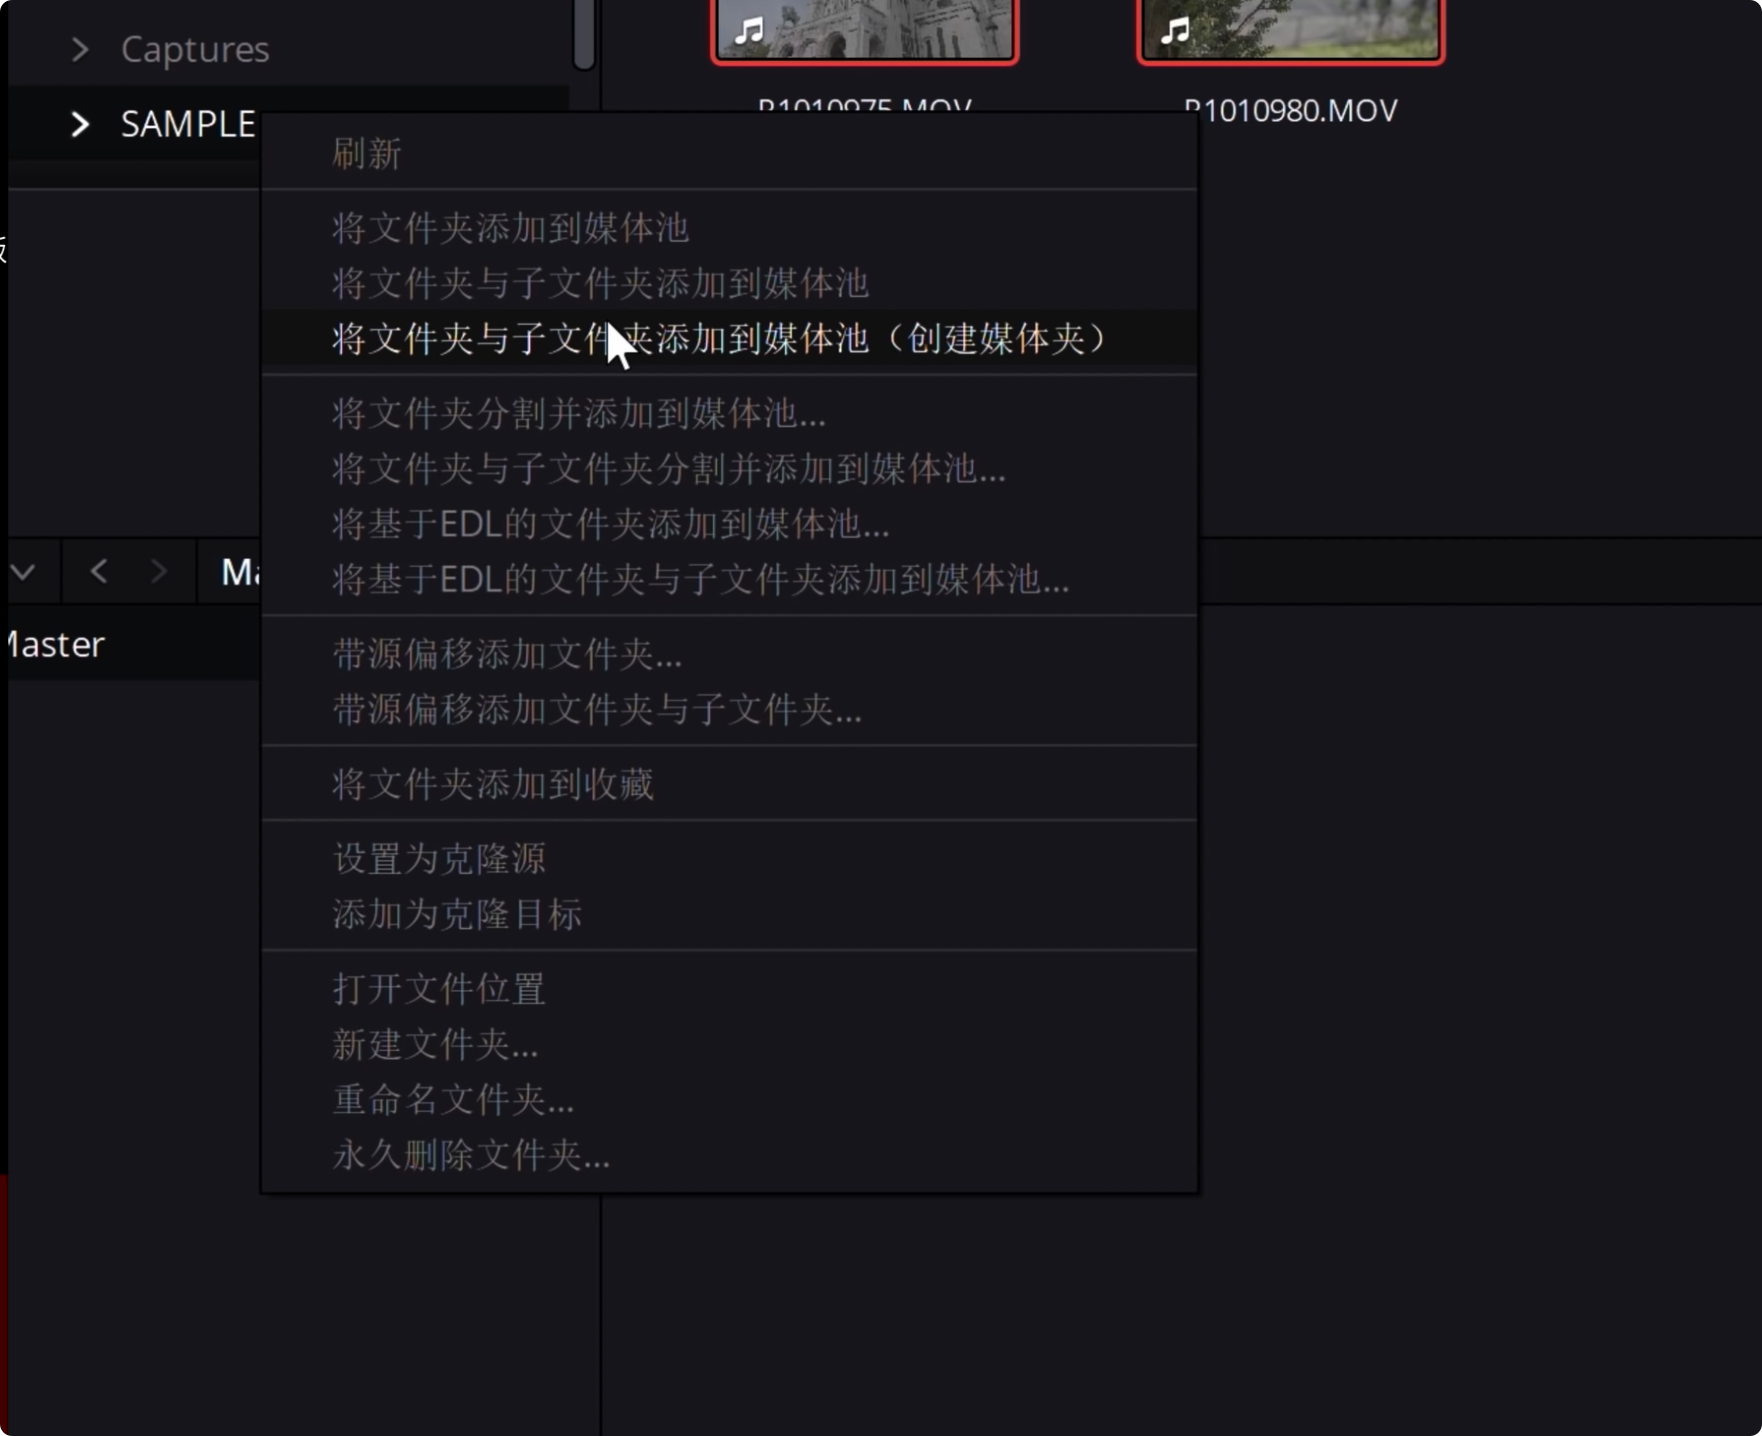 Captures
SAMPLE
R1010975.MOV
R1010980.MOV
刷新
将文件夹添加到媒体池
将文件夹与子文件夹添加到媒体池
将文件夹与子文件夹添加到媒体池（创建媒体夹）
将文件夹分割并添加到媒体池...
将文件夹与子文件夹分割并添加到媒体池...
将基于EDL的文件夹添加到媒体池...
将基于EDL的文件夹与子文件夹添加到媒体池...
带源偏移添加文件夹...
带源偏移添加文件夹与子文件夹...
将文件夹添加到收藏
设置为克隆源
添加为克隆目标
打开文件位置
新建文件夹...
重命名文件夹...
永久删除文件夹...
Ma
Master